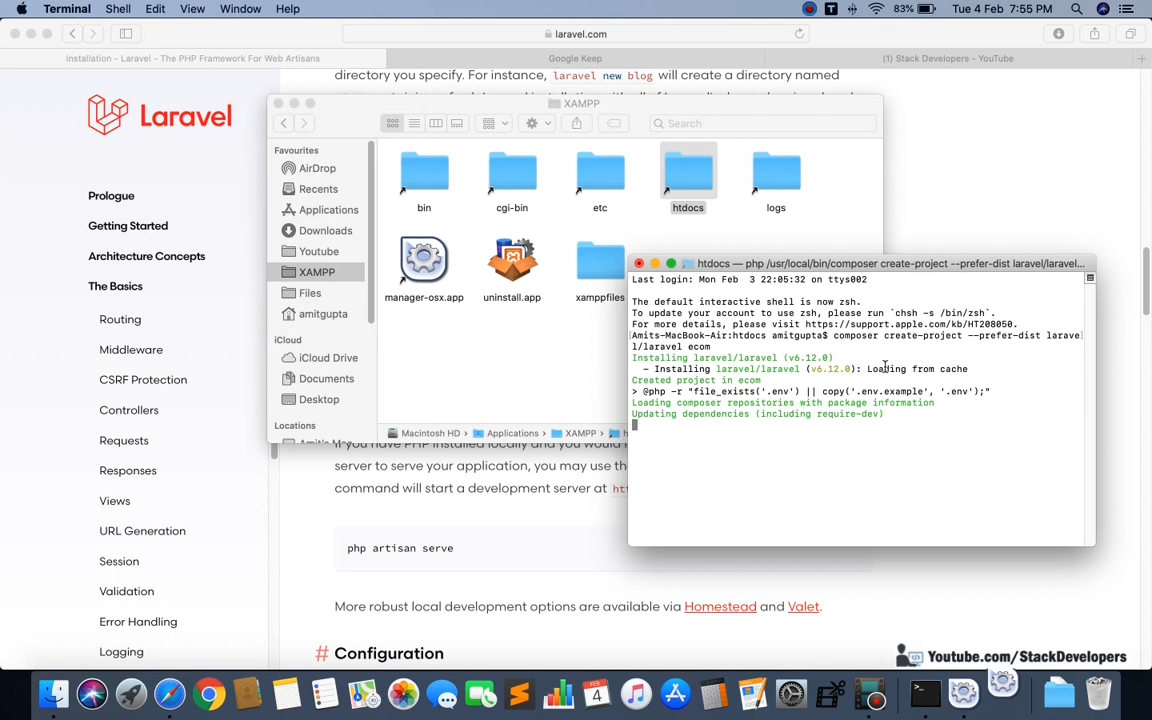 Terminal Shell Edit View Window Help
83% Tue 4 Feb 7:55 PM
laravel.com
Installation - Laravel - The PHP Framework For Web Artisans
Google Keep
(1) Stack Developers - YouTube
directory you specify. For instance, laravel new blog will create a directory named
Laravel
Prologue
Getting Started
Architecture Concepts
The Basics
Routing
Middleware
CSRF Protection
Controllers
Requests
Responses
Views
URL Generation
Session
Validation
Error Handling
Logging
XAMPP
Search
Favourites
AirDrop
Recents
Applications
Downloads
Youtube
XAMPP
Files
amitgupta
iCloud
iCloud Drive
Documents
Desktop
Locations
bin
cgi-bin
etc
htdocs
logs
manager-osx.app
uninstall.app
xamppfiles
Macintosh HD › Applications › XAMPP ›
htdocs — php /usr/local/bin/composer create-project --prefer-dist laravel/laravel...
Last login: Mon Feb 3 22:05:32 on ttys002
The default interactive shell is now zsh.
To update your account to use zsh, please run `chsh -s /bin/zsh`.
For more details, please visit https://support.apple.com/kb/HT208050.
Amits-MacBook-Air:htdocs amitgupta$ composer create-project --prefer-dist larave
l/laravel ecom
Installing laravel/laravel (v6.12.0)
- Installing laravel/laravel (v6.12.0): Loading from cache
Created project in ecom
> @php -r "file_exists('.env') || copy('.env.example', '.env');"
Loading composer repositories with package information
Updating dependencies (including require-dev)
If you have PHP installed locally and you would
server to serve your application, you may use the
command will start a development server at
php artisan serve
More robust local development options are available via Homestead and Valet.
# Configuration
Youtube.com/StackDevelopers